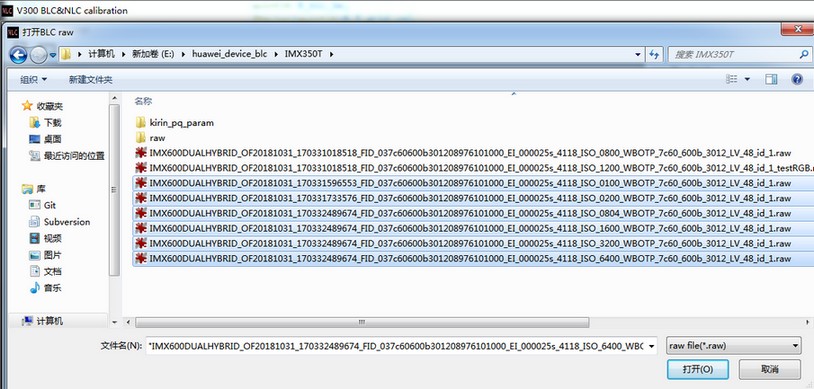 NLC V300 BLC&NLC calibration
NLC 打开BLC raw
计算机 新加卷 (E:) huawei_device_blc IMX350T
搜索 IMX350T
组织 新建文件夹
收藏夹
下载
桌面
最近访问的位置
库
Git
Subversion
视频
图片
文档
音乐
计算机
名称
kirin_pq_param
raw
IMX600DUALHYBRID_OF20181031_170331018518_FID_037c60600b301208976101000_EI_000025s_4118_ISO_0800_WBOTP_7c60_600b_3012_LV_48_id_1.raw
IMX600DUALHYBRID_OF20181031_170331018518_FID_037c60600b301208976101000_EI_000025s_4118_ISO_1200_WBOTP_7c60_600b_3012_LV_48_id_1_testRGB.r
IMX600DUALHYBRID_OF20181031_170331596553_FID_037c60600b301208976101000_EI_000025s_4118_ISO_0100_WBOTP_7c60_600b_3012_LV_48_id_1.raw
IMX600DUALHYBRID_OF20181031_170331733576_FID_037c60600b301208976101000_EI_000025s_4118_ISO_0200_WBOTP_7c60_600b_3012_LV_48_id_1.raw
IMX600DUALHYBRID_OF20181031_170332489674_FID_037c60600b301208976101000_EI_000025s_4118_ISO_0804_WBOTP_7c60_600b_3012_LV_48_id_1.raw
IMX600DUALHYBRID_OF20181031_170332489674_FID_037c60600b301208976101000_EI_000025s_4118_ISO_1600_WBOTP_7c60_600b_3012_LV_48_id_1.raw
IMX600DUALHYBRID_OF20181031_170332489674_FID_037c60600b301208976101000_EI_000025s_4118_ISO_3200_WBOTP_7c60_600b_3012_LV_48_id_1.raw
IMX600DUALHYBRID_OF20181031_170332489674_FID_037c60600b301208976101000_EI_000025s_4118_ISO_6400_WBOTP_7c60_600b_3012_LV_48_id_1.raw
文件名(N): "IMX600DUALHYBRID_OF20181031_170332489674_FID_037c60600b301208976101000_EI_000025s_4118_ISO_6400_WBO
raw file(*.raw)
打开(O) 取消